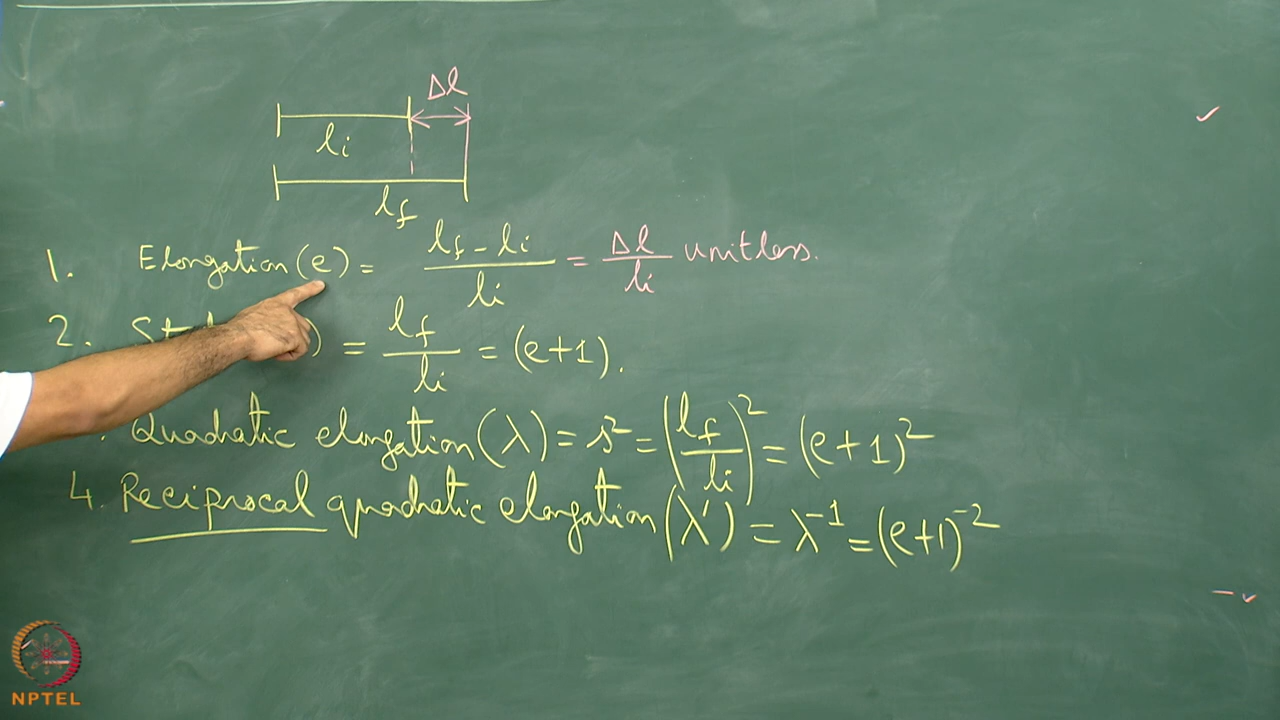 Δl
li
lf
1. Elongation (e) = lf - li / li = Δl / li unitless.
2. = lf / li = (e+1).
Quadratic elongation (λ) = s² = (lf / li)² = (e+1)²
4. Reciprocal quadratic elongation (λ') = λ⁻¹ = (e+1)⁻²
NPTEL